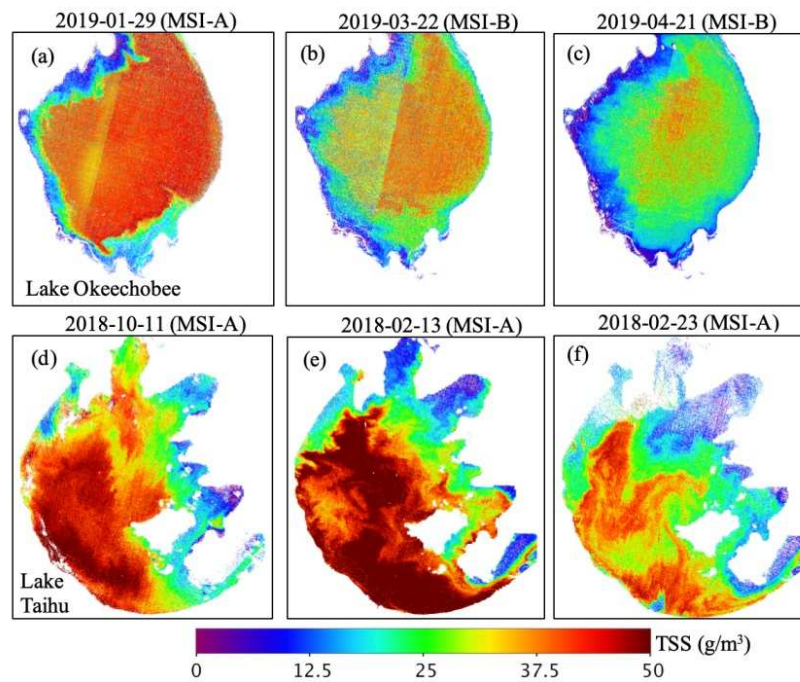 2019-01-29 (MSI-A) 2019-03-22 (MSI-B) 2019-04-21 (MSI-B)
(a) (b) (c)
Lake Okeechobee
2018-10-11 (MSI-A) 2018-02-13 (MSI-A) 2018-02-23 (MSI-A)
(d) (e) (f)
Lake
Taihu
TSS (g/m³)
0 12.5 25 37.5 50